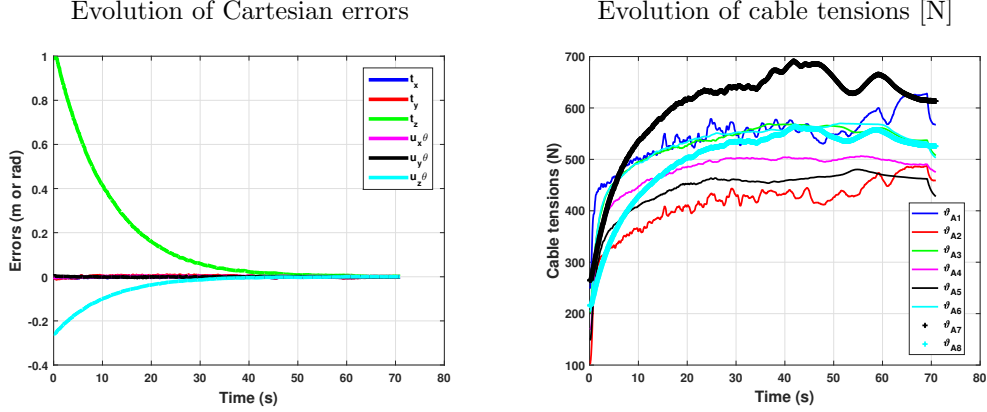 Evolution of Cartesian errors
Errors (m or rad)
1
0.8
0.6
0.4
0.2
0
-0.2
-0.4
0 10 20 30 40 50 60 70 80
Time (s)
t_x
t_y
t_z
u_xθ
u_yθ
u_zθ
Evolution of cable tensions [N]
Cable tensions (N)
700
600
500
400
300
200
100
0 10 20 30 40 50 60 70 80
Time (s)
ϑ_A1
ϑ_A2
ϑ_A3
ϑ_A4
ϑ_A5
ϑ_A6
ϑ_A7
ϑ_A8